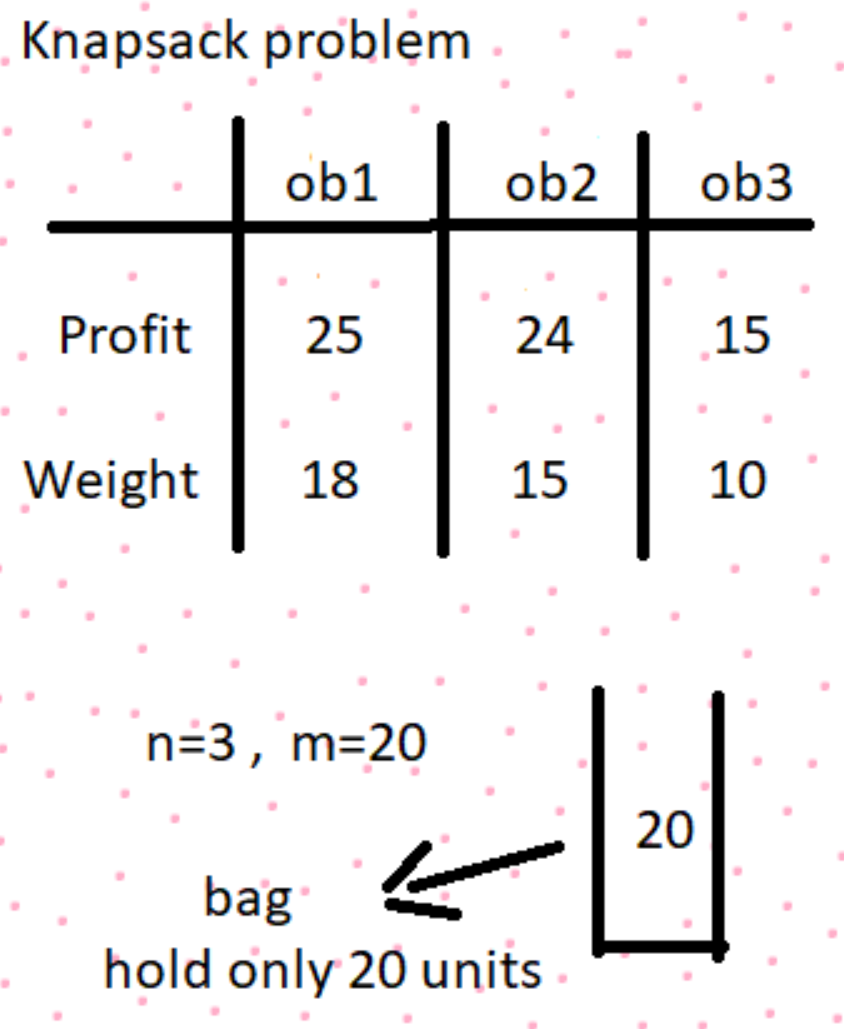 Knapsack problem
ob1 ob2 ob3
Profit 25 24 15
Weight 18 15 10
n=3 , m=20
20
bag
hold only 20 units